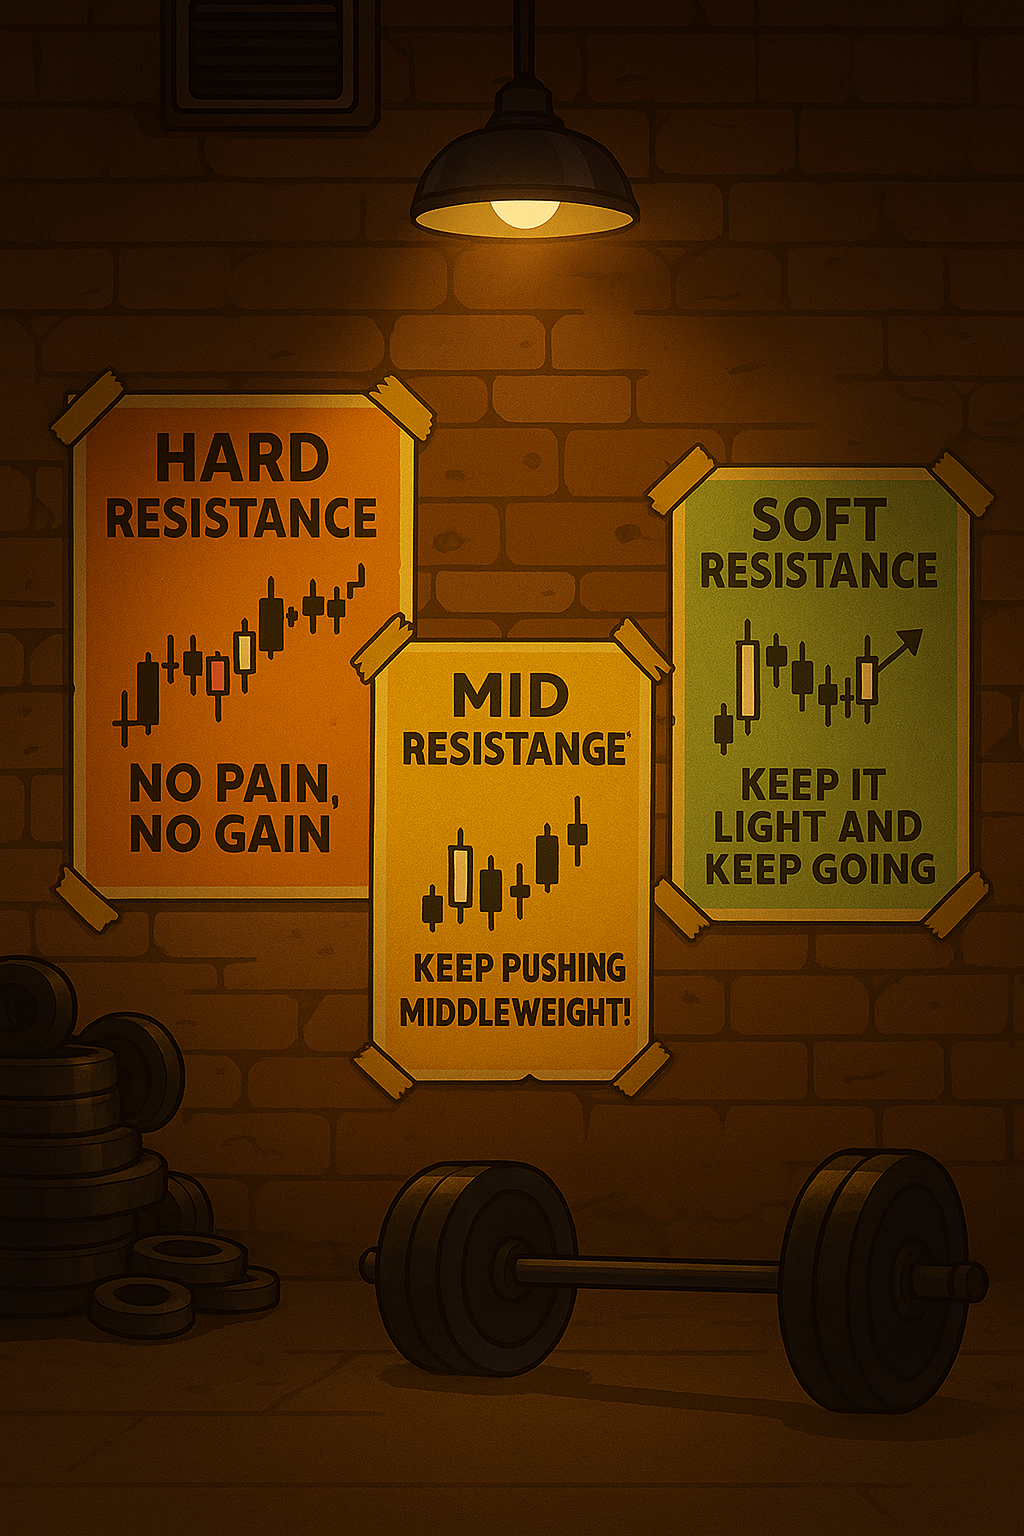 HARD
RESISTANCE
NO PAIN,
NO GAIN
MID
RESISTANGE'
KEEP PUSHING
MIDDLEWEIGHT!
SOFT
RESISTANCE
KEEP IT
LIGHT AND
KEEP GOING